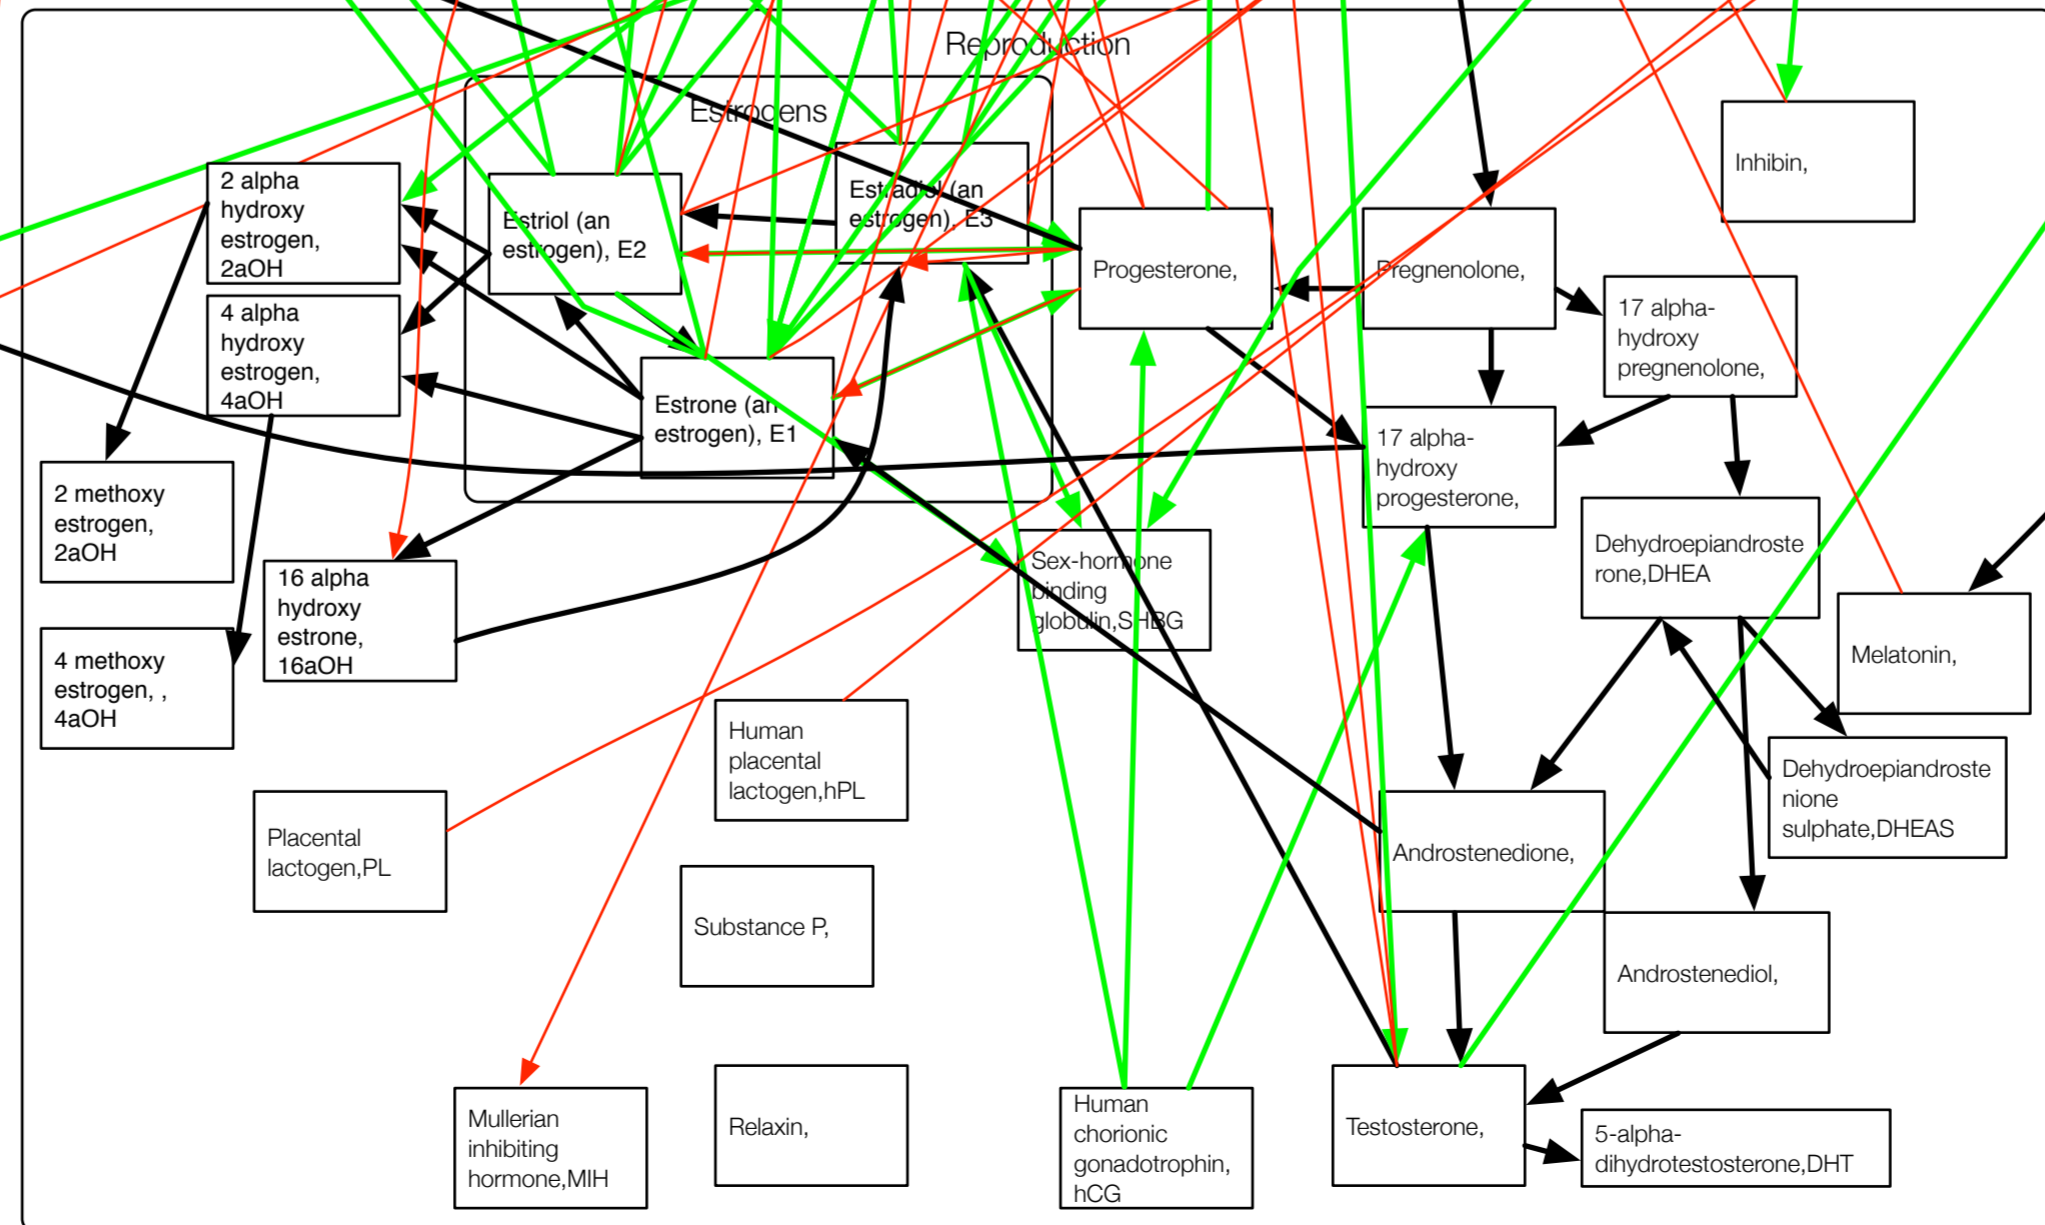 Reproduction
Estrogens
Inhibin,
2 alpha
hydroxy
estrogen,
2aOH
Estriol (an
estrogen), E2
Estradiol (an
estrogen), E3
Progesterone,
Pregnenolone,
17 alpha-
hydroxy
pregnenolone,
4 alpha
hydroxy
estrogen,
4aOH
Estrone (an
estrogen), E1
17 alpha-
hydroxy
progesterone,
2 methoxy
estrogen,
2aOH
16 alpha
hydroxy
estrone,
16aOH
Sex-hormone
binding
globulin,SHBG
Dehydroepiandroste
rone,DHEA
Melatonin,
4 methoxy
estrogen, ,
4aOH
Human
placental
lactogen,hPL
Dehydroepiandroste
nione
sulphate,DHEAS
Placental
lactogen,PL
Androstenedione,
Substance P,
Androstenediol,
Mullerian
inhibiting
hormone,MIH
Relaxin,
Human
chorionic
gonadotrophin,
hCG
Testosterone,
5-alpha-
dihydrotestosterone,DHT